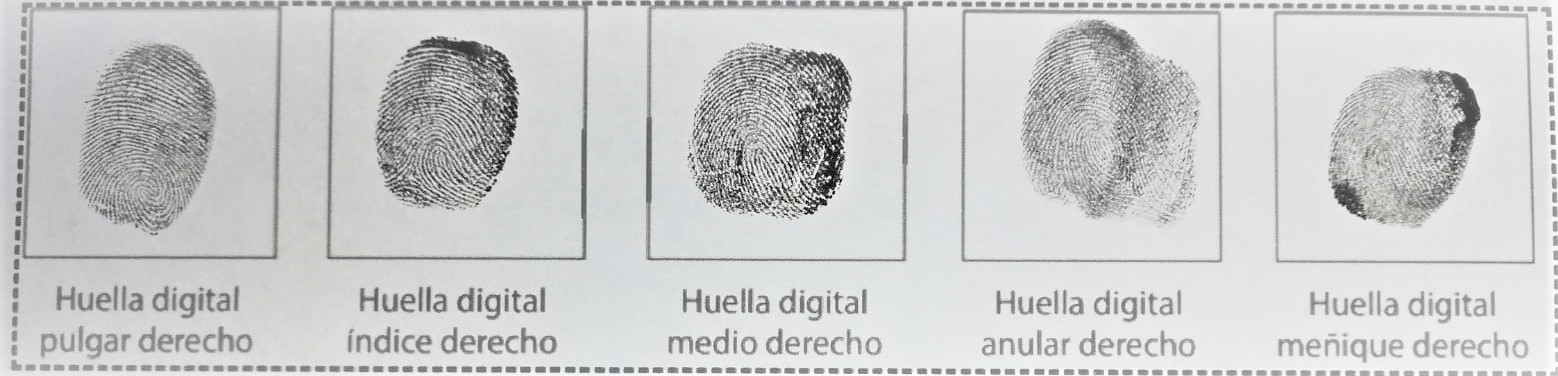 Huella digital
pulgar derecho
Huella digital
índice derecho
Huella digital
medio derecho
Huella digital
anular derecho
Huella digital
meñique derecho